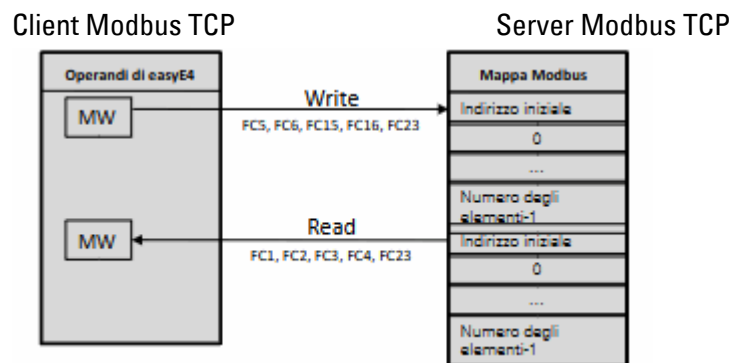 Client Modbus TCP
Server Modbus TCP
Operandi di easyE4
Mappa Modbus
MW
Write
FC5, FC6, FC15, FC16, FC23
Indirizzo iniziale
0
...
Numero degli
elementi-1
MW
Read
FC1, FC2, FC3, FC4, FC23
Indirizzo iniziale
0
...
Numero degli
elementi-1